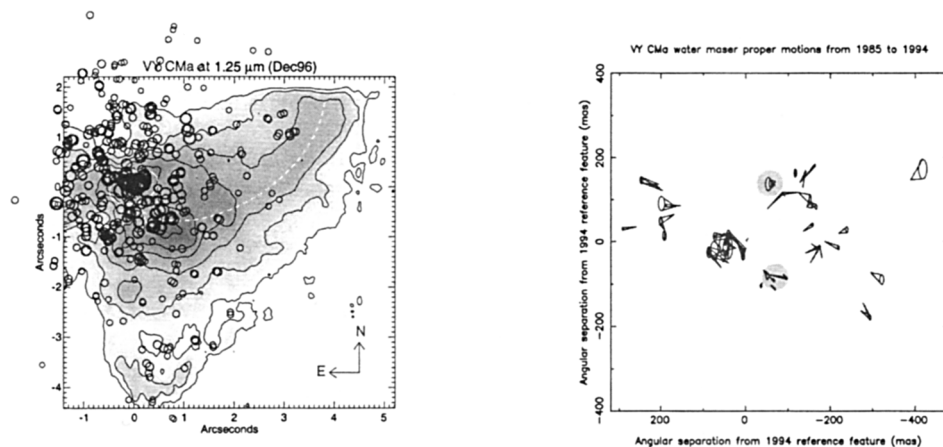 VY CMa at 1.25 μm (Dec96)
2
1
0
-1
-2
-3
-4
Arcseconds
N
E
-1
0
1
2
3
4
5
Arcseconds
VY CMa water maser proper motions from 1985 to 1994
400
200
0
-200
-400
Angular separation from 1994 reference feature (mas)
200
0
-200
-400
Angular separation from 1994 reference feature (mas)